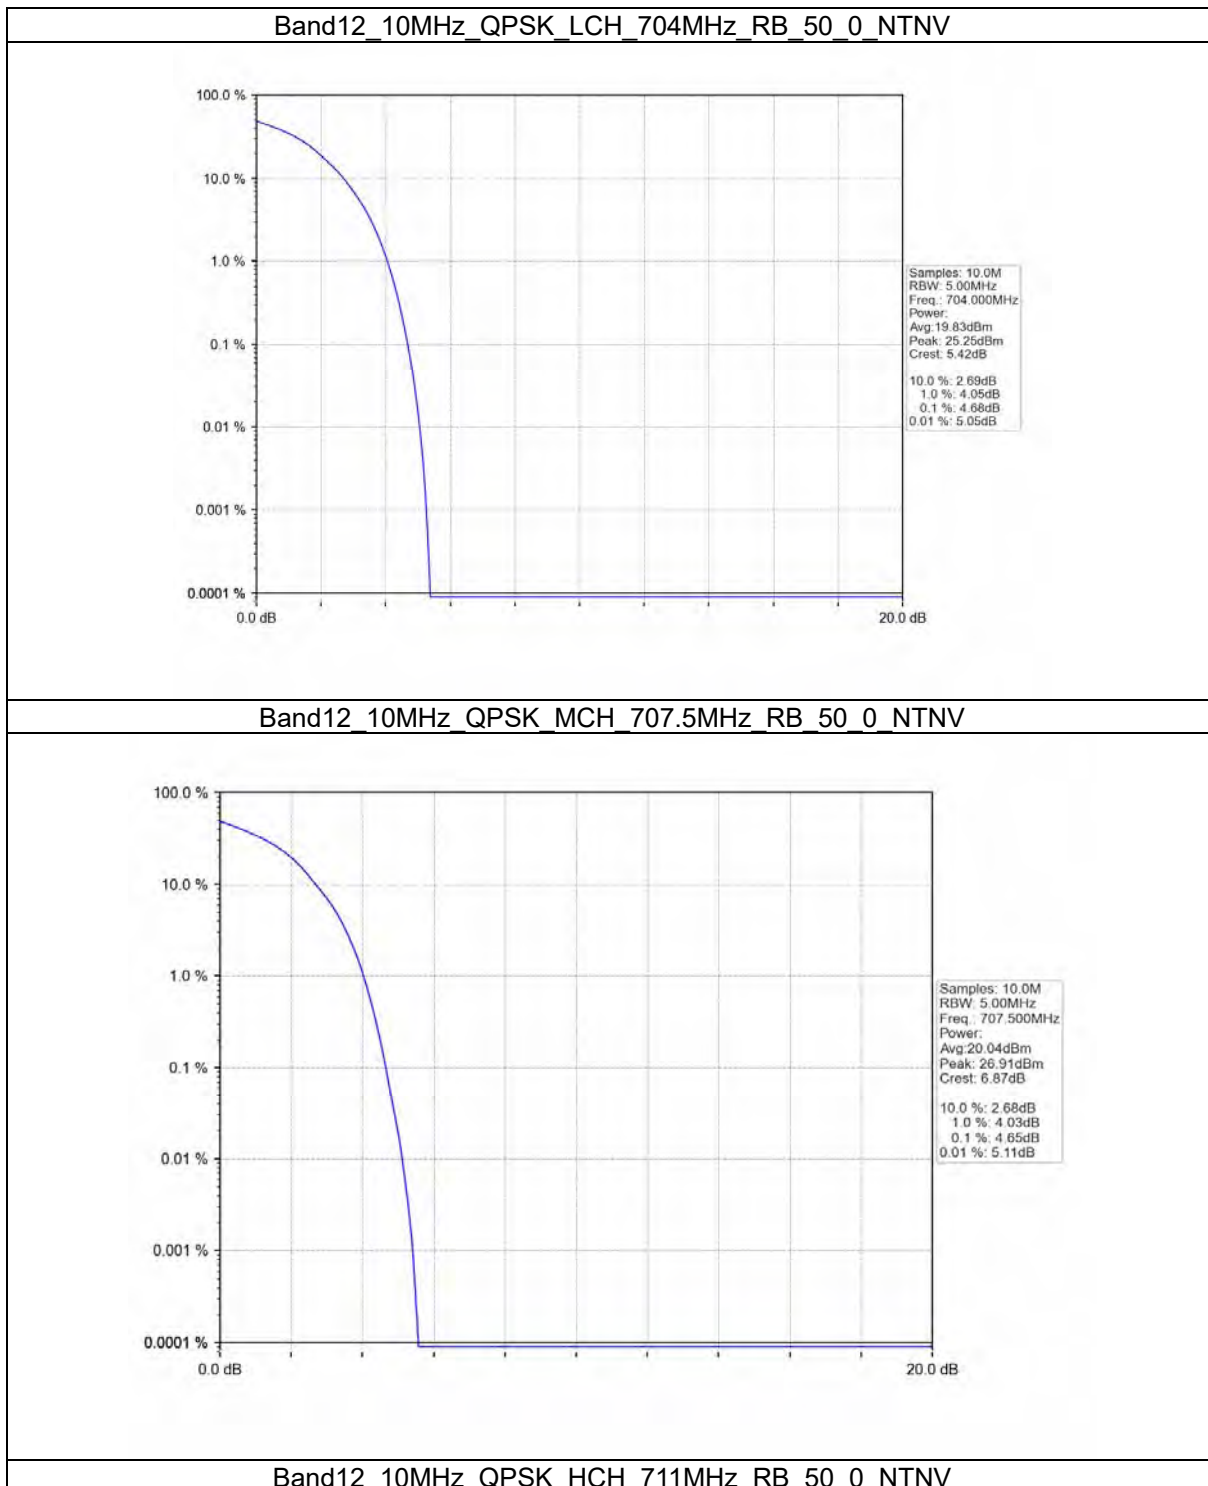 Band12_10MHz_QPSK_LCH_704MHz_RB_50_0_NTNV
100.0 %
10.0 %
1.0 %
0.1 %
0.01 %
0.001 %
0.0001 %
0.0 dB
20.0 dB
Samples: 10.0M
RBW: 5.00MHz
Freq.: 704.000MHz
Power:
Avg:19.83dBm
Peak: 25.25dBm
Crest: 5.42dB
10.0 %: 2.69dB
1.0 %: 4.05dB
0.1 %: 4.68dB
0.01 %: 5.05dB
Band12_10MHz_QPSK_MCH_707.5MHz_RB_50_0_NTNV
100.0 %
10.0 %
1.0 %
0.1 %
0.01 %
0.001 %
0.0001 %
0.0 dB
20.0 dB
Samples: 10.0M
RBW: 5.00MHz
Freq.: 707.500MHz
Power:
Avg:20.04dBm
Peak: 26.91dBm
Crest: 6.87dB
10.0 %: 2.68dB
1.0 %: 4.03dB
0.1 %: 4.65dB
0.01 %: 5.11dB
Band12_10MHz_QPSK_HCH_711MHz_RB_50_0_NTNV